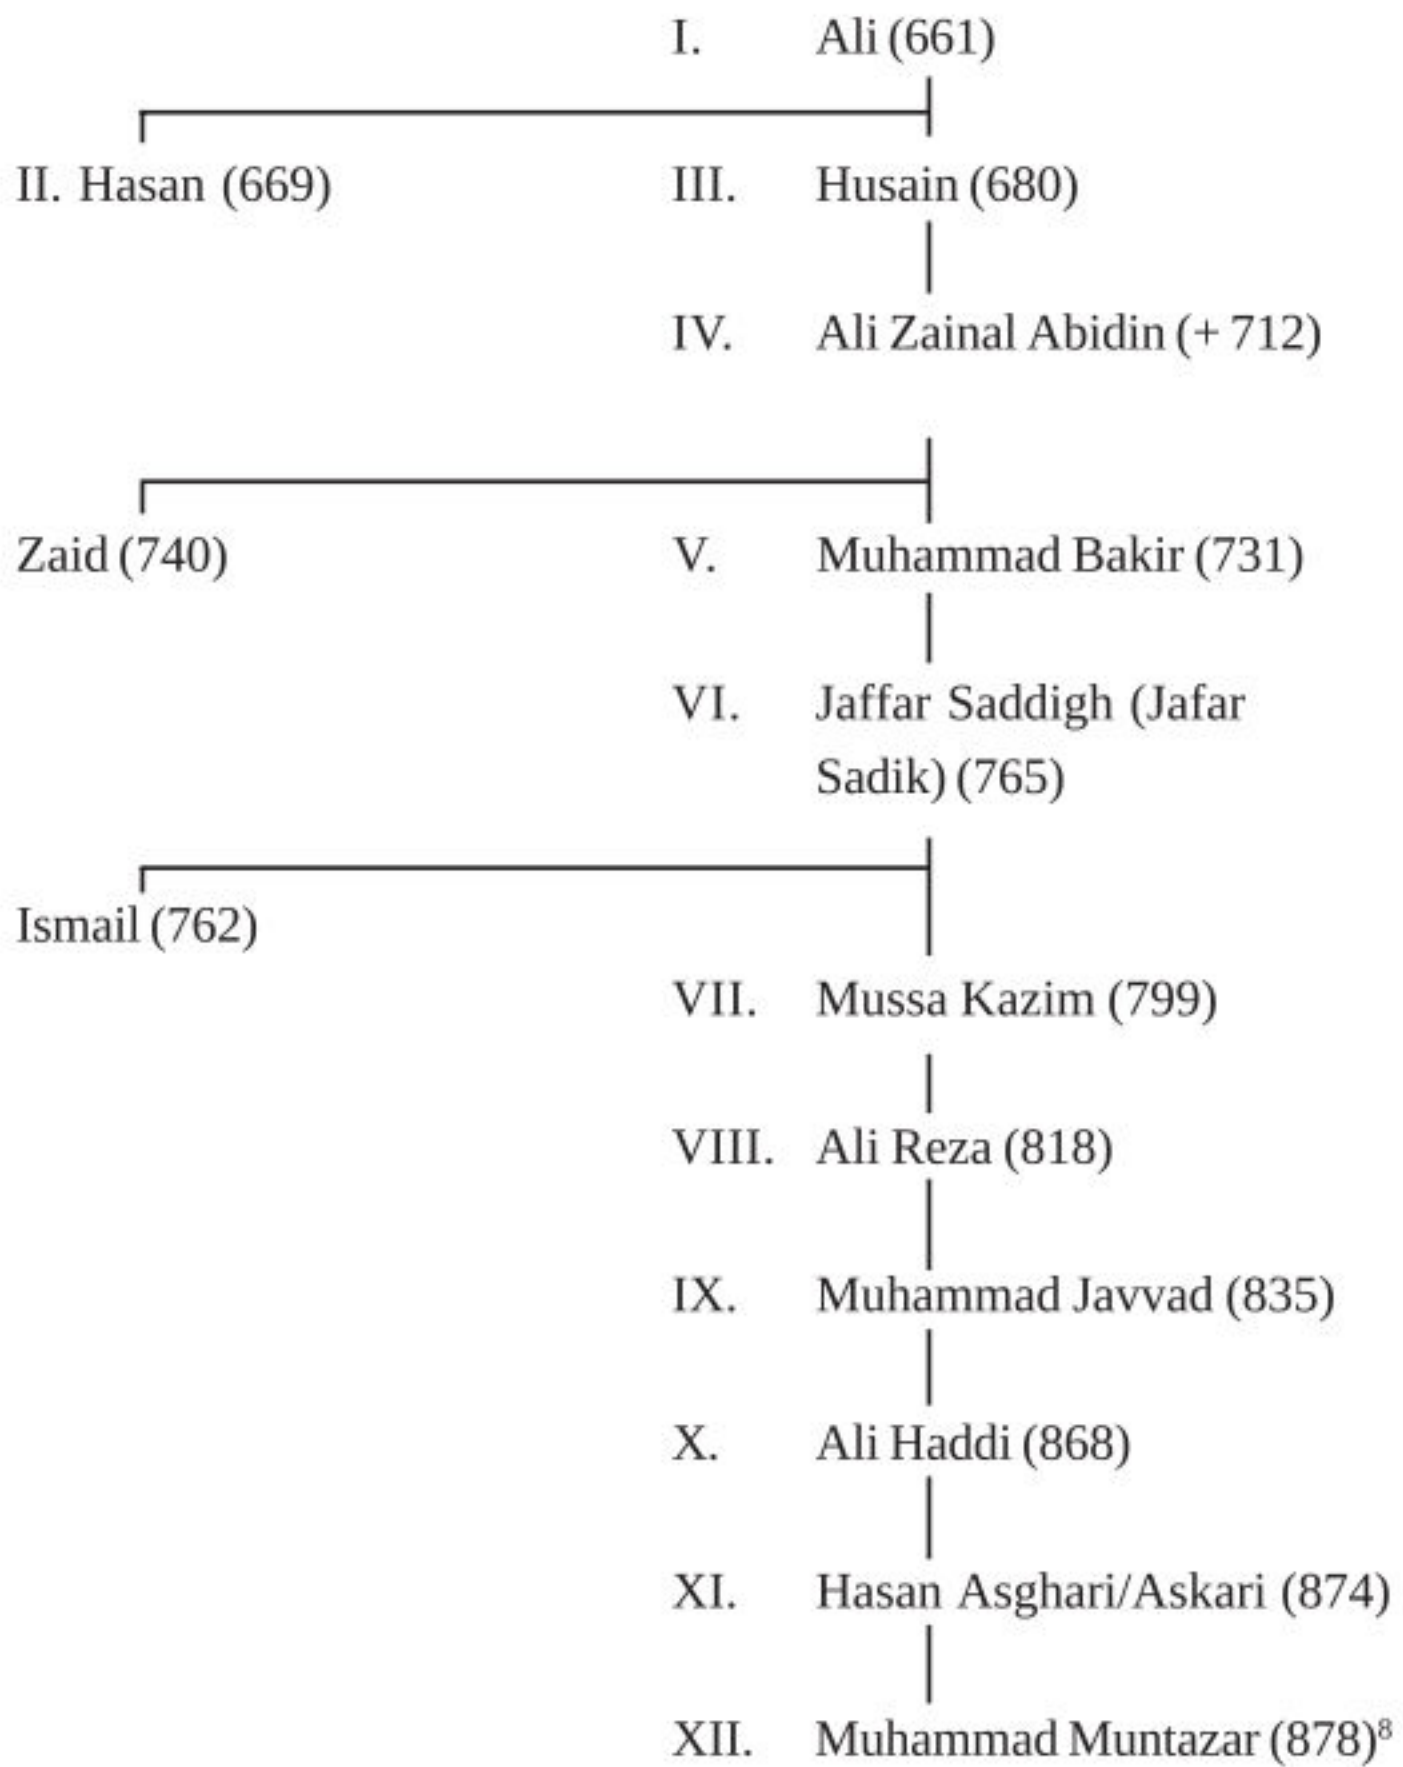 I. Ali (661)
II. Hasan (669) III. Husain (680)
IV. Ali Zainal Abidin (+ 712)
Zaid (740) V. Muhammad Bakir (731)
VI. Jaffar Saddigh (Jafar
Sadik) (765)
Ismail (762)
VII. Mussa Kazim (799)
VIII. Ali Reza (818)
IX. Muhammad Javvad (835)
X. Ali Haddi (868)
XI. Hasan Asghari/Askari (874)
XII. Muhammad Muntazar (878)⁸